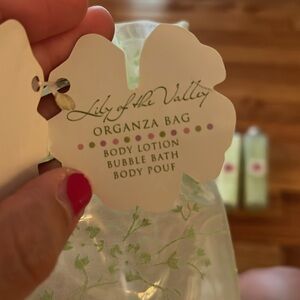 Lily of the Valley
ORGANZA BAG
BODY LOTION
BUBBLE BATH
BODY POUF